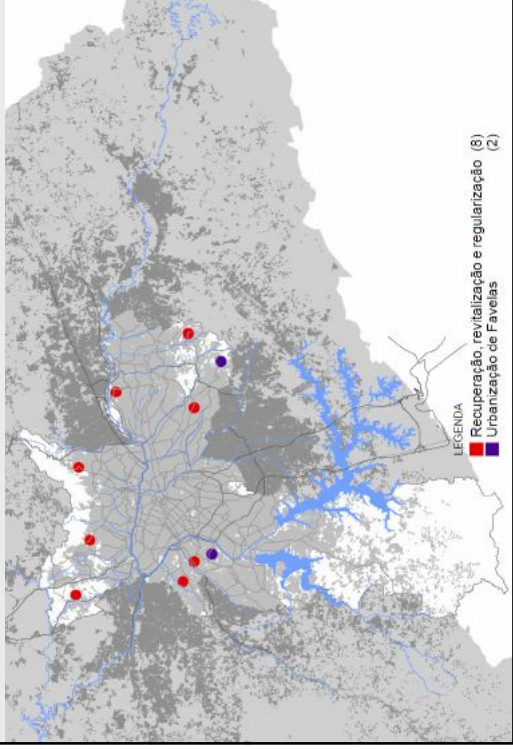 LEGENDA
Recuperação, revitalização e regularização (8)
Urbanização de Favelas (2)